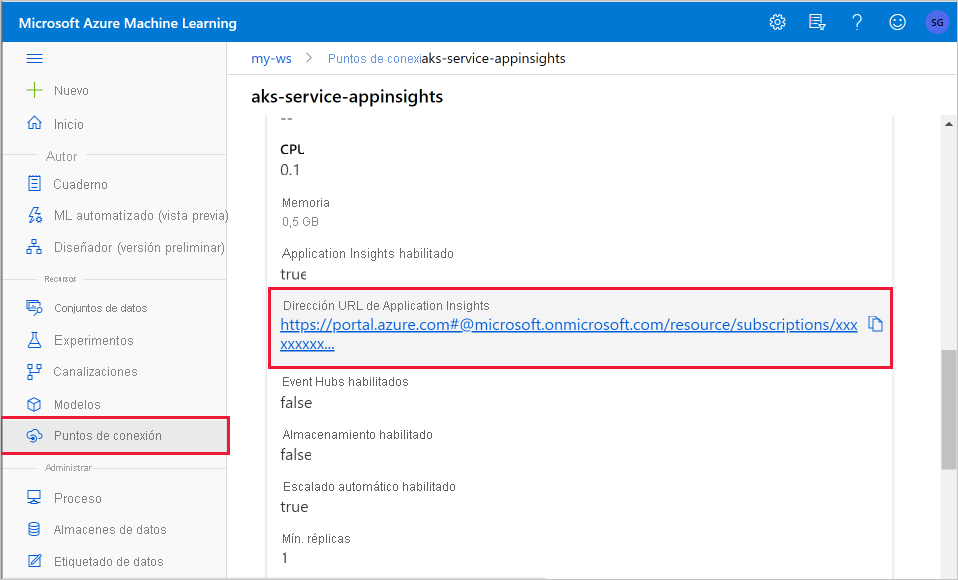 Microsoft Azure Machine Learning
SG
my-ws > Puntos de conexiaks-service-appinsights
Nuevo
Inicio
Autor
Cuaderno
ML automatizado (vista previa)
Diseñador (versión preliminar)
Recursos
Conjuntos de datos
Experimentos
Canalizaciones
Modelos
Puntos de conexión
Administrar
Proceso
Almacenes de datos
Etiquetado de datos
aks-service-appinsights
--
CPU
0.1
Memoria
0,5 GB
Application Insights habilitado
true
Dirección URL de Application Insights
https://portal.azure.com#@microsoft.onmicrosoft.com/resource/subscriptions/xxx
xxxxxxxx...
Event Hubs habilitados
false
Almacenamiento habilitado
false
Escalado automático habilitado
true
Mín. réplicas
1